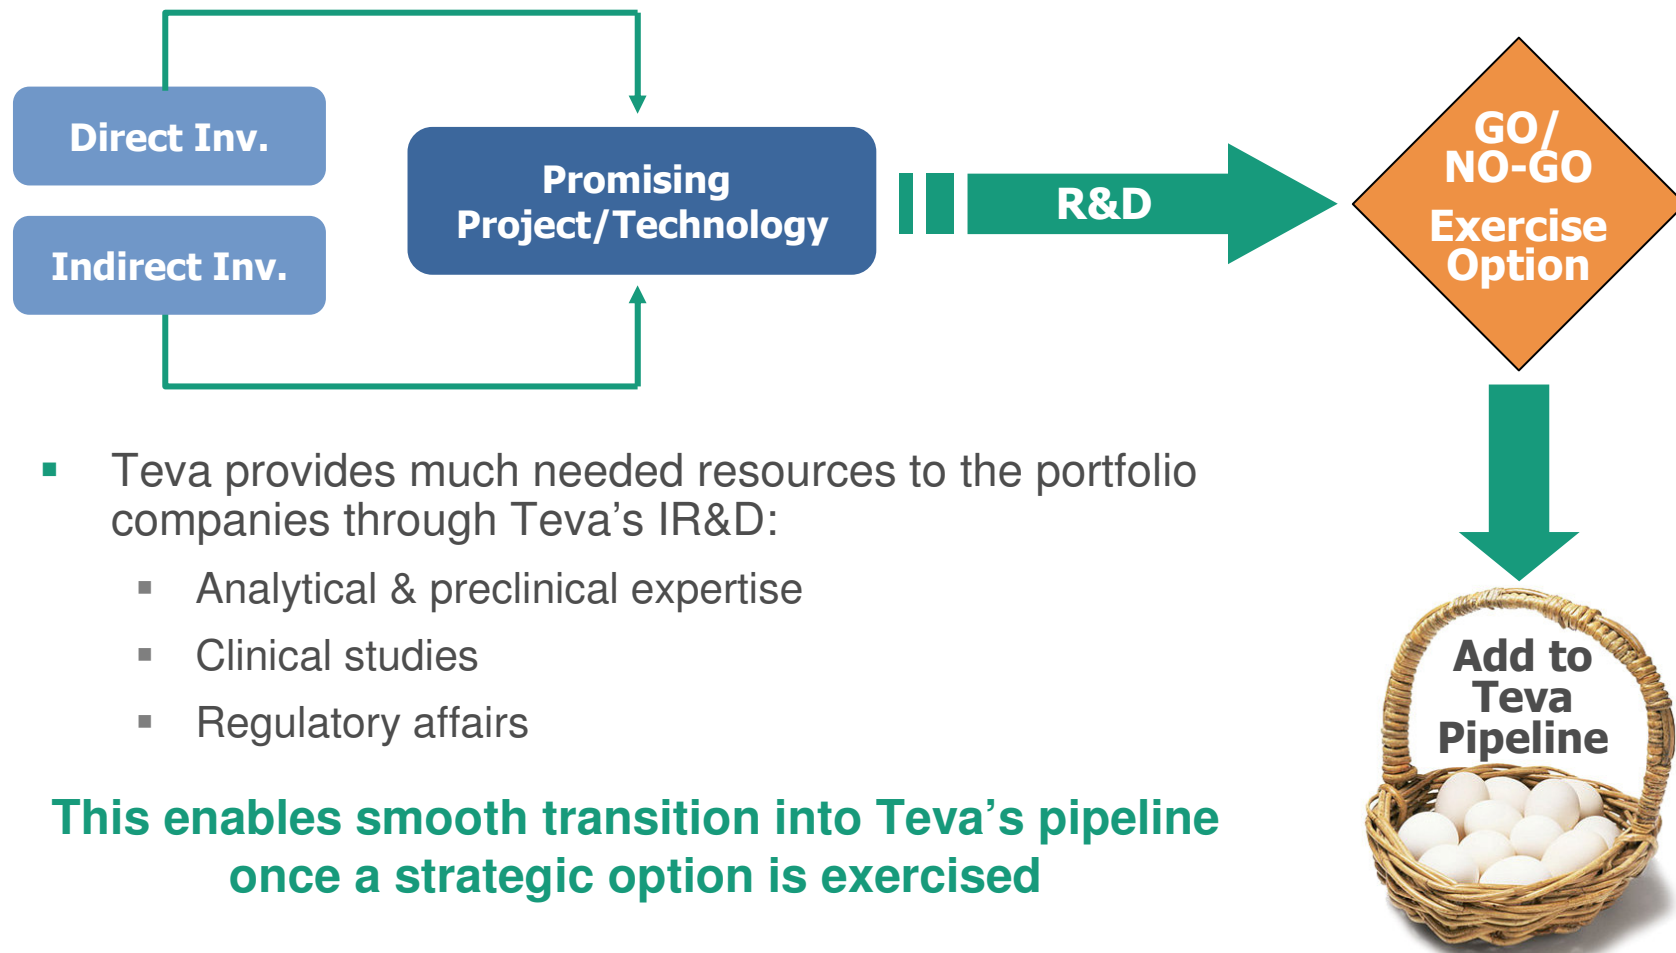 Direct Inv.
Indirect Inv.
Promising
Project/Technology
R&D
GO/
NO-GO
Exercise
Option
▪ Teva provides much needed resources to the portfolio
companies through Teva’s IR&D:
▪ Analytical & preclinical expertise
▪ Clinical studies
▪ Regulatory affairs
This enables smooth transition into Teva’s pipeline
once a strategic option is exercised
Add to
Teva
Pipeline